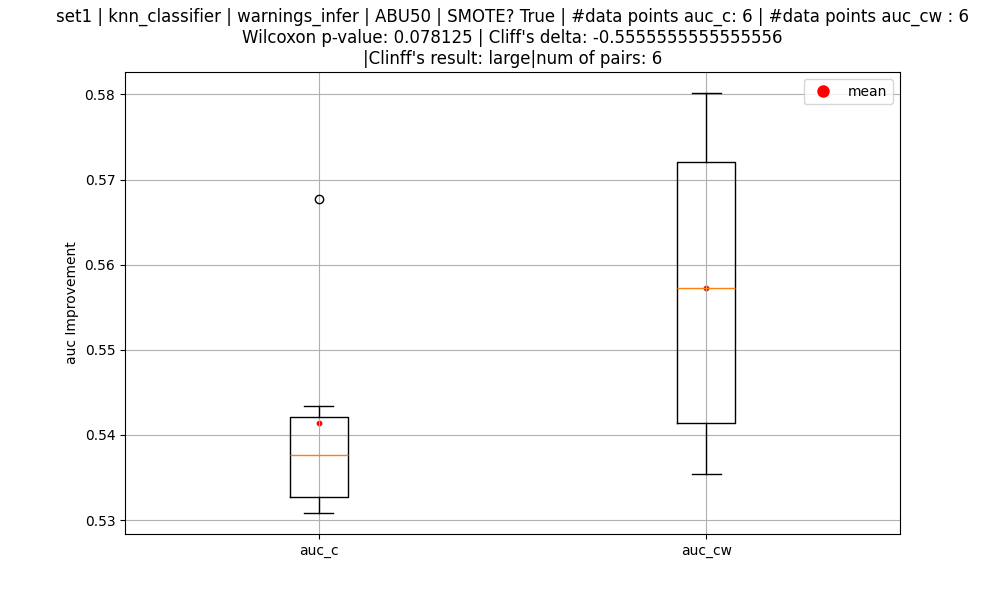 set1 | knn_classifier | warnings_infer | ABU50 | SMOTE? True | #data points auc_c: 6 | #data points auc_cw : 6
Wilcoxon p-value: 0.078125 | Cliff's delta: -0.5555555555555556
|Clinff's result: large|num of pairs: 6
mean
0.58
0.57
0.56
0.55
0.54
0.53
auc Improvement
auc_c
auc_cw